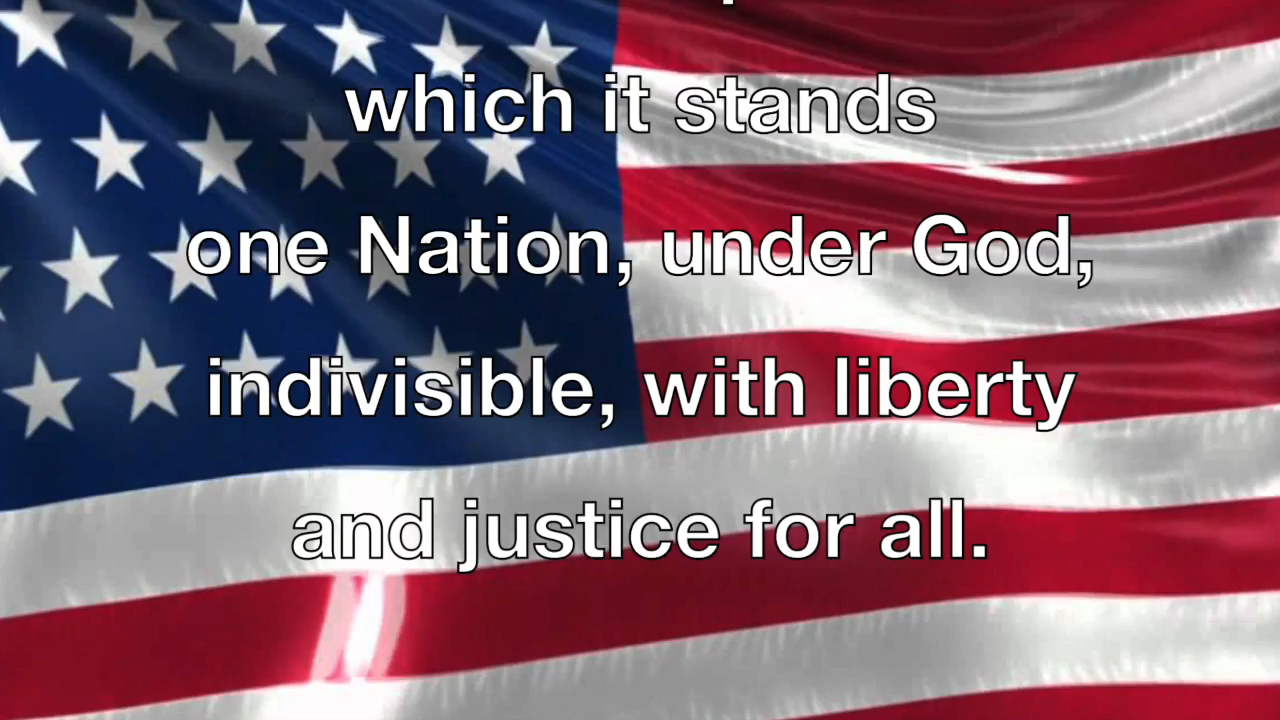 which it stands
one Nation, under God,
indivisible, with liberty
and justice for all.